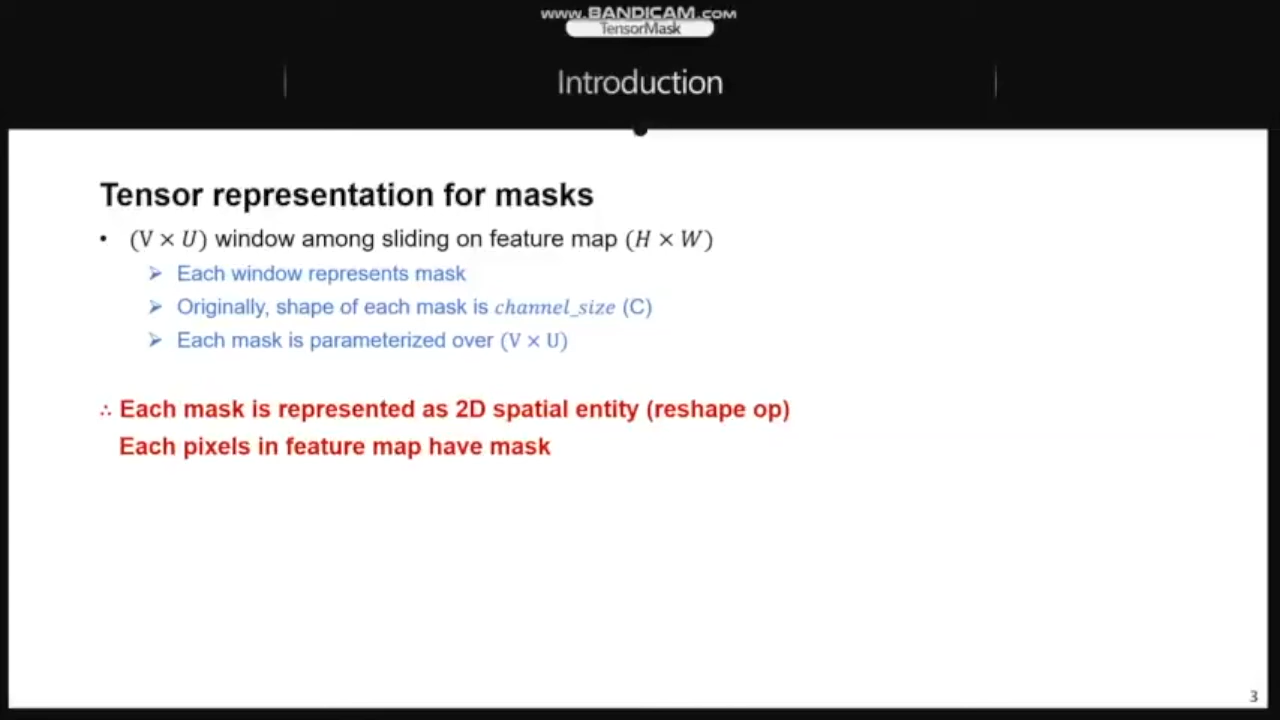 www.BANDICAM.com
TensorMask
Introduction
Tensor representation for masks
• (V × U) window among sliding on feature map (H × W)
➢ Each window represents mask
➢ Originally, shape of each mask is channel_size (C)
➢ Each mask is parameterized over (V × U)
∴ Each mask is represented as 2D spatial entity (reshape op)
Each pixels in feature map have mask
3